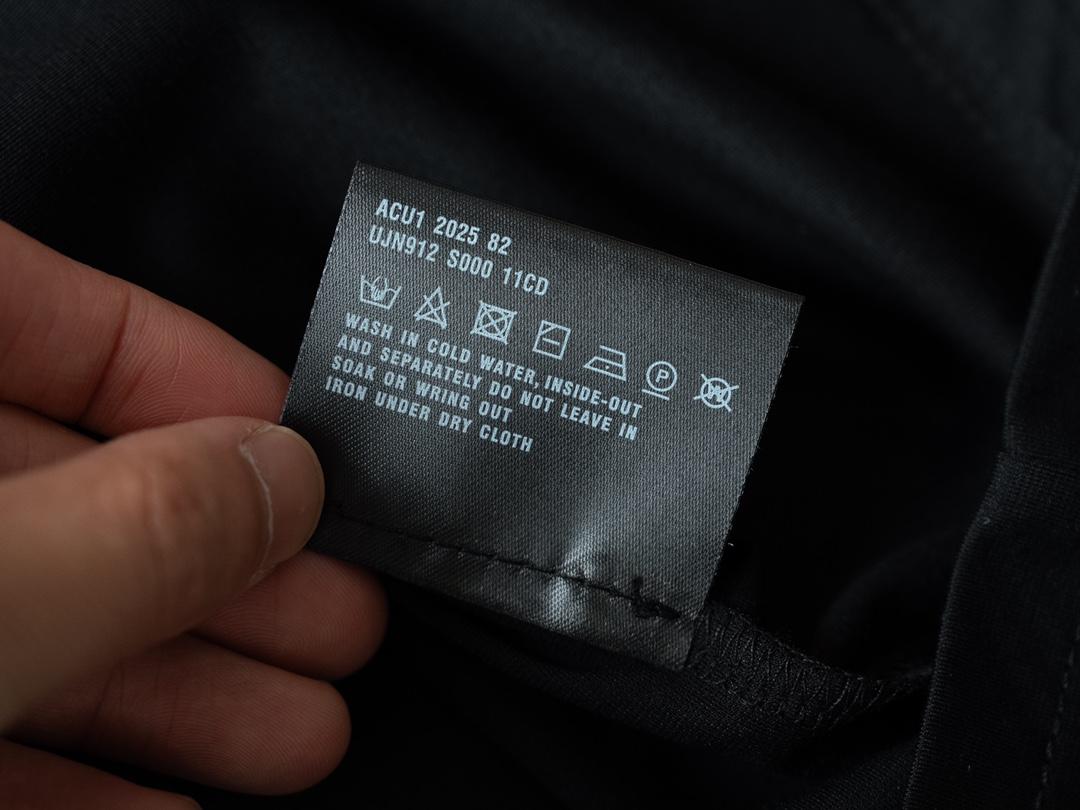 ACU1 2025 82
UJN912 S000 11CD
P W
WASH IN COLD WATER, INSIDE-OUT
AND SEPARATELY DO NOT LEAVE IN
SOAK OR WRING OUT
IRON UNDER DRY CLOTH